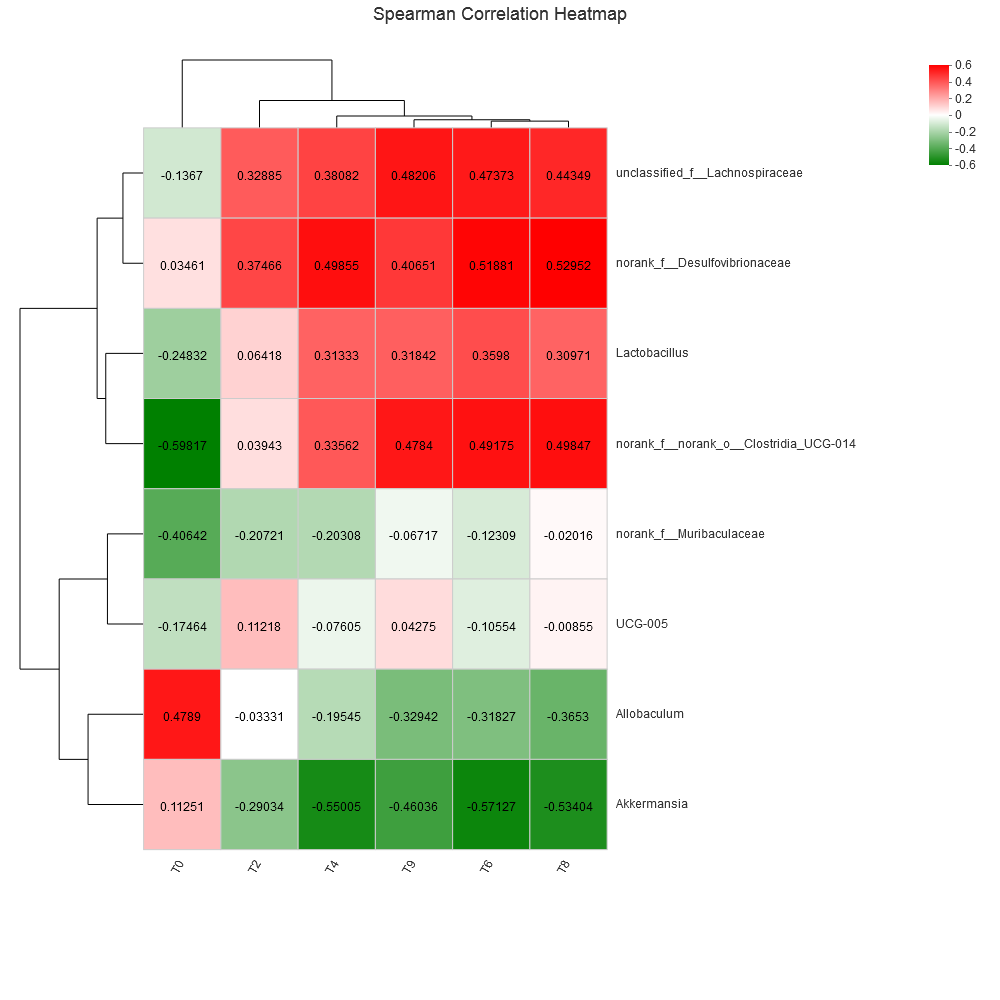 Spearman Correlation Heatmap
0.6
0.4
0.2
0
-0.2
-0.4
-0.6
-0.1367 0.32885 0.38082 0.48206 0.47373 0.44349 unclassified_f__Lachnospiraceae
0.03461 0.37466 0.49855 0.40651 0.51881 0.52952 norank_f__Desulfovibrionaceae
-0.24832 0.06418 0.31333 0.31842 0.3598 0.30971 Lactobacillus
-0.59817 0.03943 0.33562 0.4784 0.49175 0.49847 norank_f__norank_o__Clostridia_UCG-014
-0.40642 -0.20721 -0.20308 -0.06717 -0.12309 -0.02016 norank_f__Muribaculaceae
-0.17464 0.11218 -0.07605 0.04275 -0.10554 -0.00855 UCG-005
0.4789 -0.03331 -0.19545 -0.32942 -0.31827 -0.3653 Allobaculum
0.11251 -0.29034 -0.55005 -0.46036 -0.57127 -0.53404 Akkermansia
T0 T2 T4 T9 T6 T8